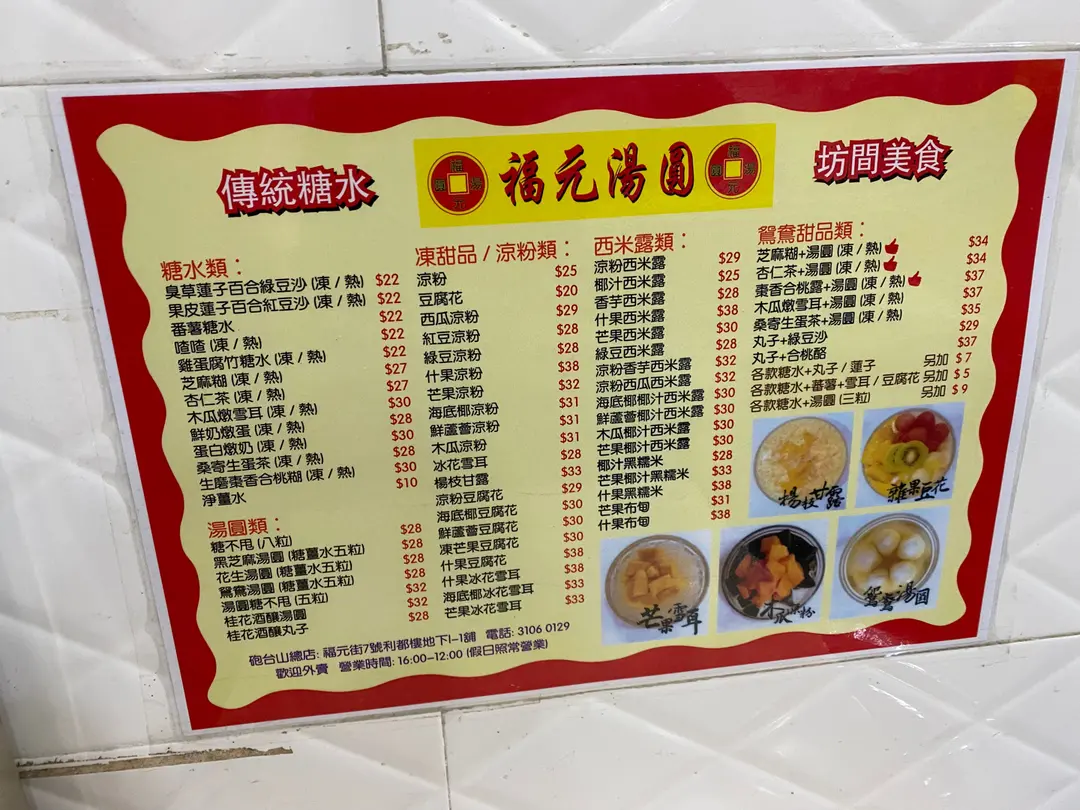 傳統糖水
福元湯圓
福元湯圓
福元湯圓
坊間美食
糖水類：
臭草蓮子百合綠豆沙 (凍 / 熱) $22
果皮蓮子百合紅豆沙 (凍 / 熱) $22
番薯糖水 $22
喳喳 (凍 / 熱) $22
雞蛋腐竹糖水 (凍 / 熱) $22
芝麻糊 (凍 / 熱) $27
杏仁茶 (凍 / 熱) $27
木瓜燉雪耳 (凍 / 熱) $30
鮮奶燉蛋 (凍 / 熱) $28
蛋白燉奶 (凍 / 熱) $30
桑寄生蛋茶 (凍 / 熱) $28
生磨棗香合桃糊 (凍 / 熱) $30
淨薑水 $10
湯圓類：
糖不甩 (八粒) $28
黑芝麻湯圓 (糖薑水五粒) $28
花生湯圓 (糖薑水五粒) $28
鴛鴦湯圓 (糖薑水五粒) $28
湯圓糖不甩 (五粒) $32
桂花酒釀湯圓 $32
桂花酒釀丸子 $28
凍甜品 / 涼粉類：
涼粉 $25
豆腐花 $20
西瓜涼粉 $29
紅豆涼粉 $28
綠豆涼粉 $28
什果涼粉 $38
芒果涼粉 $32
海底椰涼粉 $31
鮮蘆薈涼粉 $31
木瓜涼粉 $31
冰花雪耳 $28
楊枝甘露 $33
涼粉豆腐花 $29
海底椰豆腐花 $30
鮮蘆薈豆腐花 $30
凍芒果豆腐花 $30
什果豆腐花 $38
什果冰花雪耳 $38
海底椰冰花雪耳 $33
芒果冰花雪耳 $33
西米露類：
涼粉西米露 $29
椰汁西米露 $25
香芋西米露 $28
什果西米露 $38
芒果西米露 $30
綠豆西米露 $28
涼粉香芋西米露 $32
涼粉西瓜西米露 $32
海底椰椰汁西米露 $30
鮮蘆薈椰汁西米露 $30
木瓜椰汁西米露 $30
芒果椰汁西米露 $30
椰汁黑糯米 $28
芒果椰汁黑糯米 $33
什果黑糯米 $33
芒果布甸 $31
什果布甸 $38
鴛鴦甜品類：
芝麻糊+湯圓 (凍 / 熱) $34
杏仁茶+湯圓 (凍 / 熱) $34
棗香合桃露+湯圓 (凍 / 熱) $37
木瓜燉雪耳+湯圓 (凍 / 熱) $37
桑寄生蛋茶+湯圓 (凍 / 熱) $35
丸子+綠豆沙 $29
丸子+合桃酪 $37
各款糖水+丸子 / 蓮子 另加 $ 7
各款糖水+蕃薯+雪耳 / 豆腐花 另加 $ 5
各款糖水+湯圓 (三粒) 另加 $ 9
楊枝甘露
雜果豆花
芒果雪耳
木瓜涼粉
鴛鴦湯圓
砲台山總店: 福元街7號利都樓地下I-1舖 電話: 3106 0129
歡迎外賣 營業時間: 16:00-12:00 (假日照常營業)